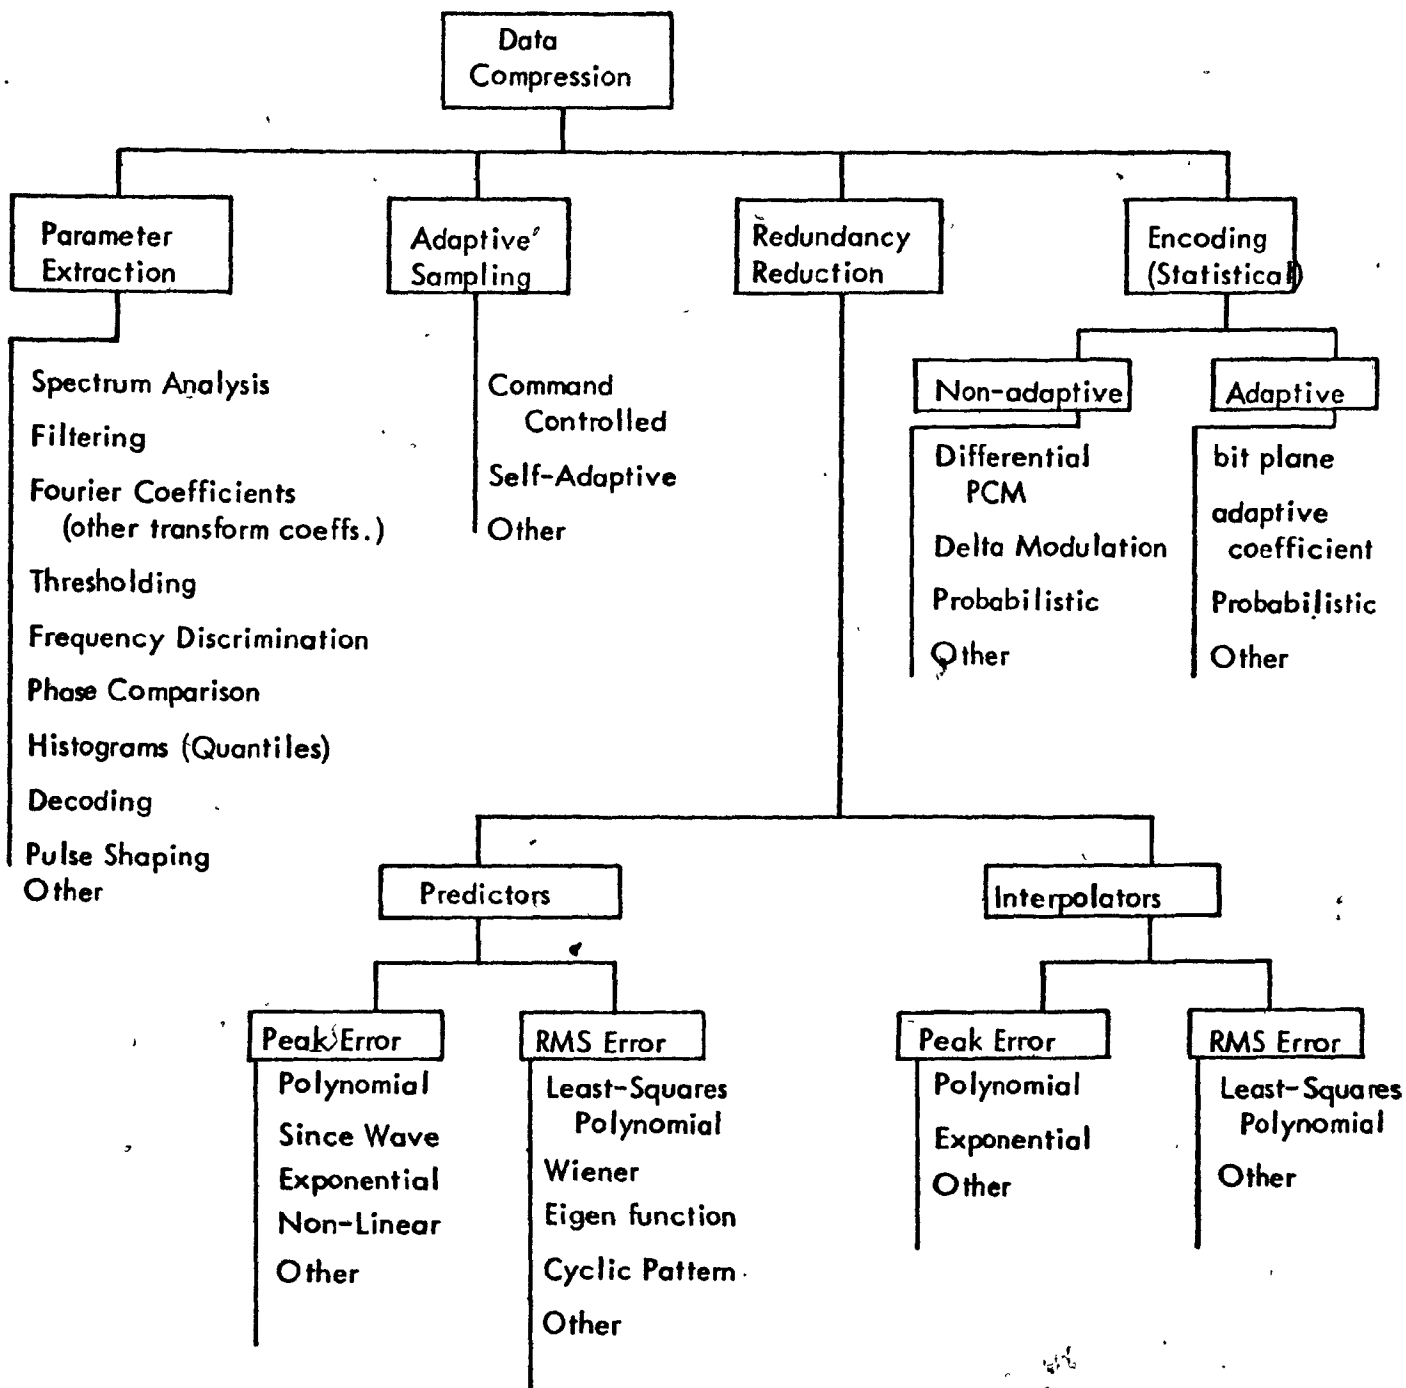 Data
Compression
Parameter
Extraction
Spectrum Analysis
Filtering
Fourier Coefficients
(other transform coeffs.)
Thresholding
Frequency Discrimination
Phase Comparison
Histograms (Quantiles)
Decoding
Pulse Shaping
Other
Adaptive
Sampling
Command
Controlled
Self-Adaptive
Other
Redundancy
Reduction
Predictors
Peak Error
Polynomial
Since Wave
Exponential
Non-Linear
Other
RMS Error
Least-Squares
Polynomial
Wiener
Eigen function
Cyclic Pattern
Other
Interpolators
Peak Error
Polynomial
Exponential
Other
RMS Error
Least-Squares
Polynomial
Other
Encoding
(Statistical)
Non-adaptive
Differential
PCM
Delta Modulation
Probabilistic
Other
Adaptive
bit plane
adaptive
coefficient
Probabilistic
Other